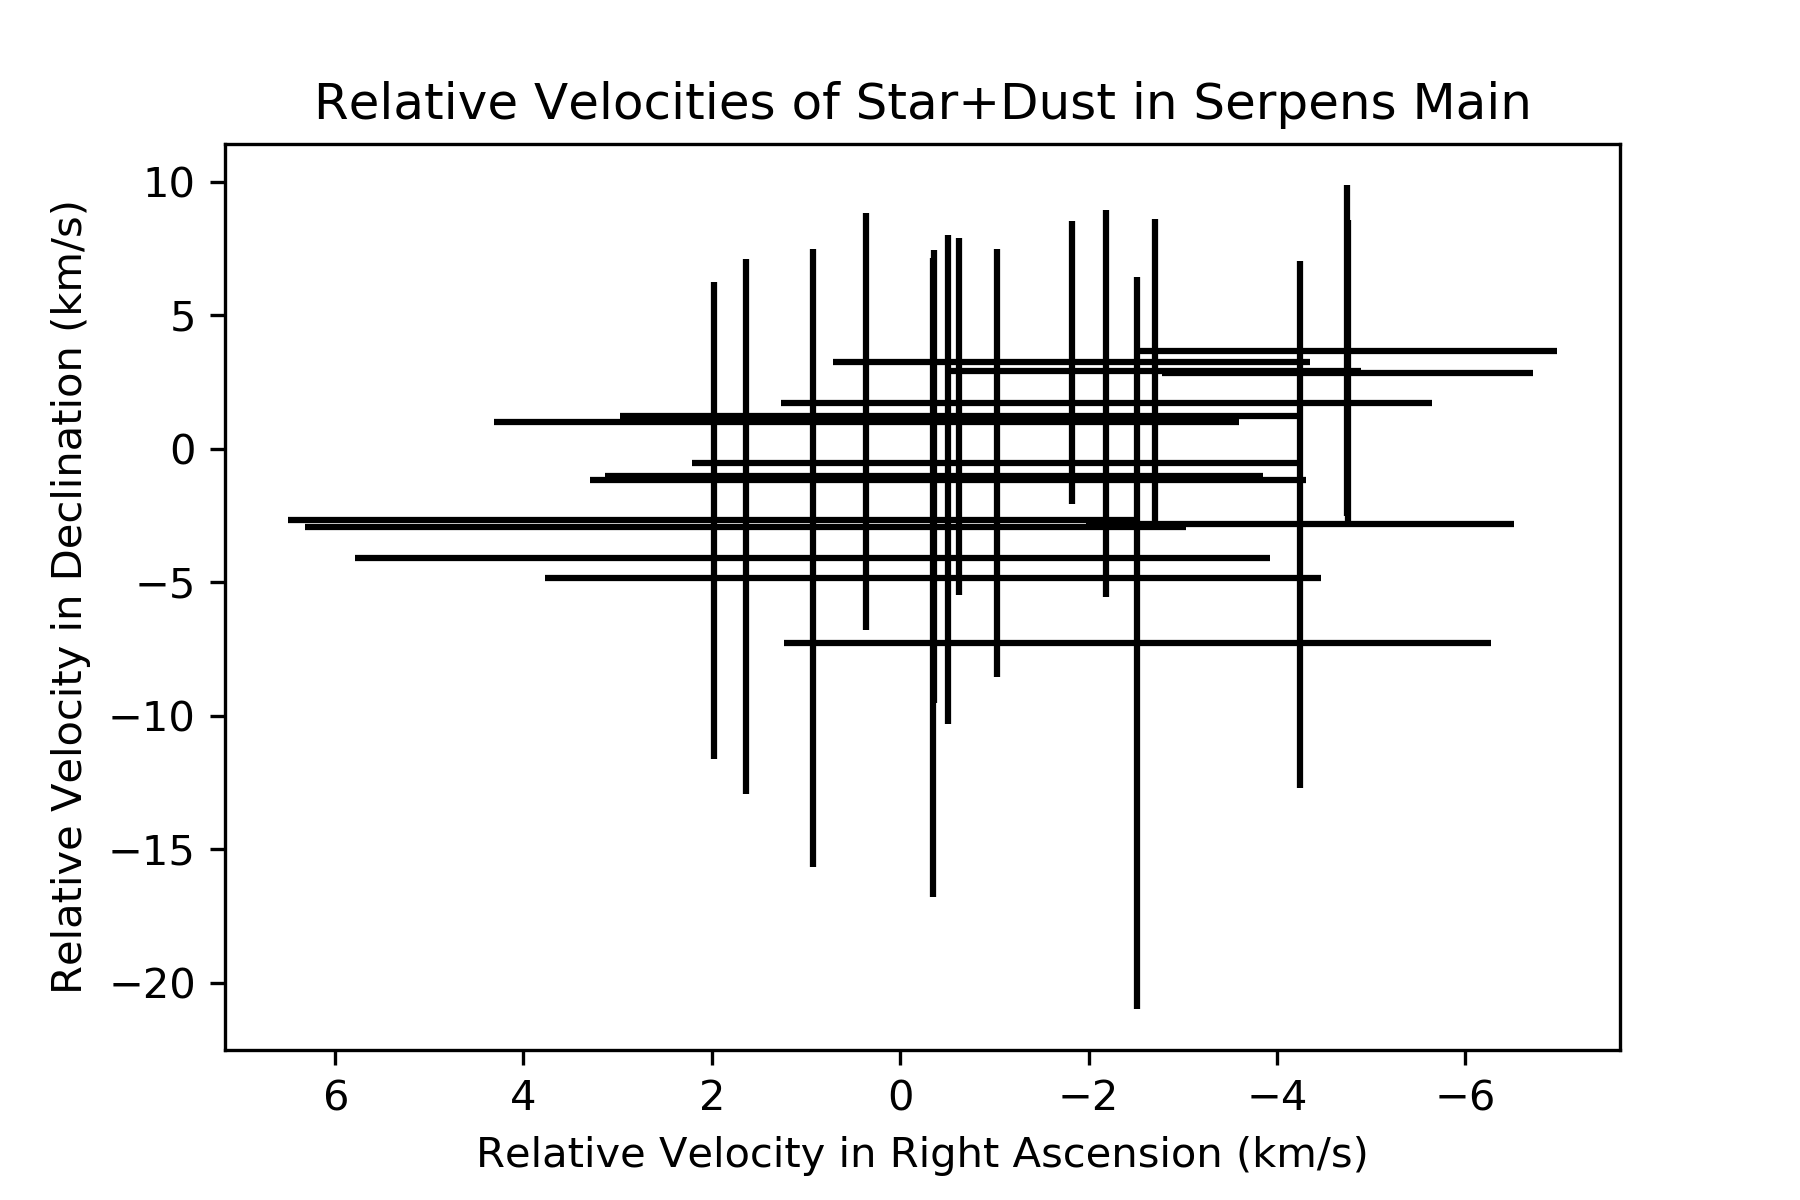 Relative Velocities of Star+Dust in Serpens Main
Relative Velocity in Declination (km/s)
10
5
0
−5
−10
−15
−20
6 4 2 0 −2 −4 −6
Relative Velocity in Right Ascension (km/s)